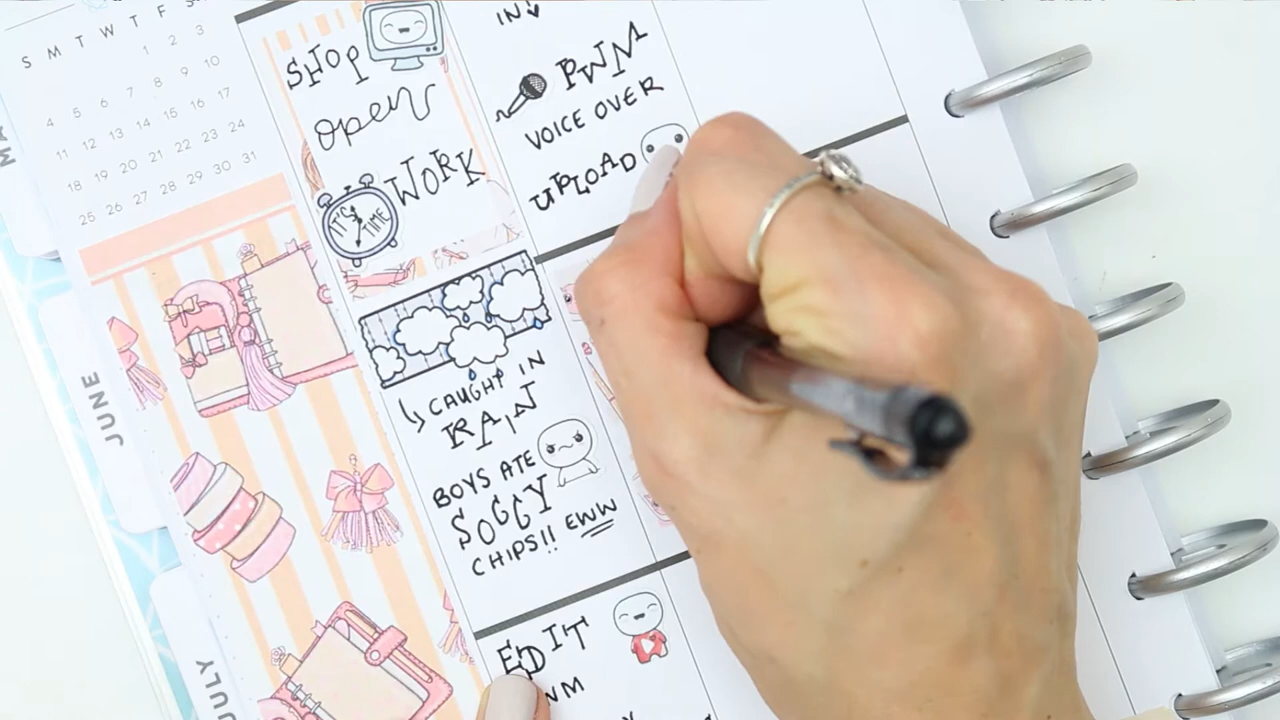 S M T W T F
1 2 3
4 5 6 7 8 9 10
11 12 13 14 15 16 17
18 19 20 21 22 23 24
25 26 27 28 29 30 31
JUNE
JULY
SHOP
open
WORK
IT'S
TIME
CAUGHT IN
RAIN
BOYS ATE
SOGGY
CHIPS!! EWW
EDIT
IN
PWM
VOICE OVER
UPLOAD